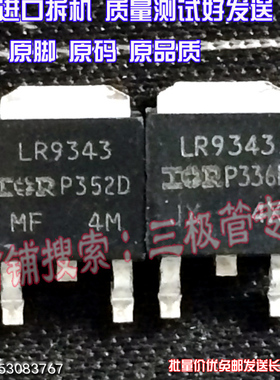 进口拆机 质量测试好发送
原脚 原码 原品质
LR9343
IOR P352D
MF 4M
LR9343
IOR P336
铺搜索：三极管专
53083767
批量价优免邮发送长